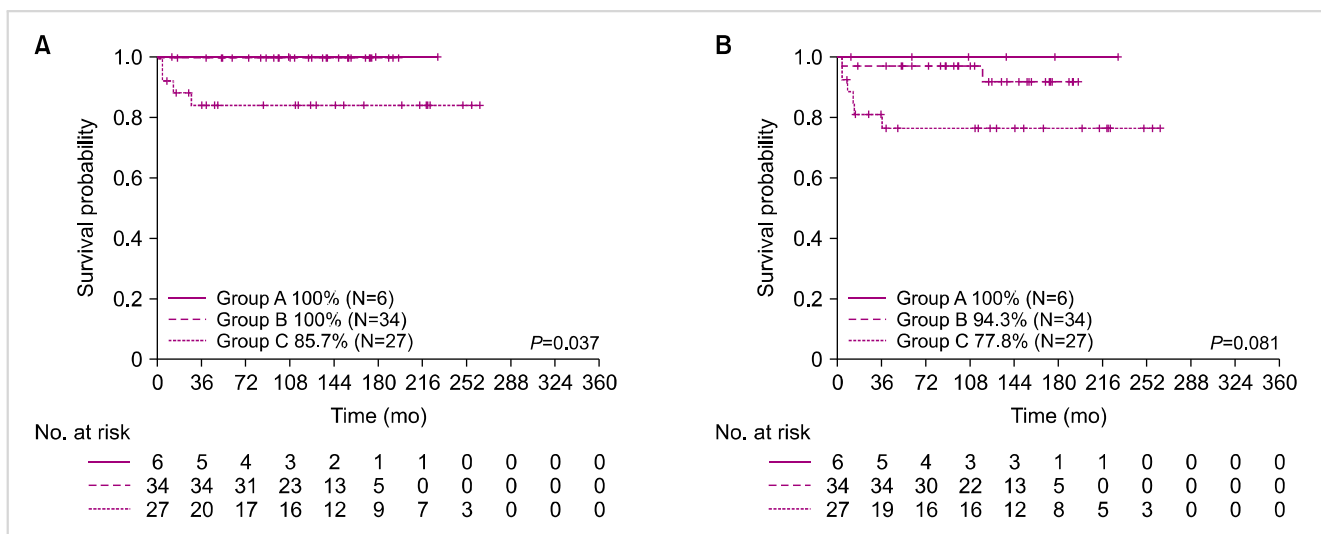 A
Survival probability
1.0
0.8
0.6
0.4
0.2
0
Group A 100% (N=6)
Group B 100% (N=34)
Group C 85.7% (N=27)
P=0.037
0 36 72 108 144 180 216 252 288 324 360
Time (mo)
No. at risk
6 5 4 3 2 1 1 0 0 0 0
34 34 31 23 13 5 0 0 0 0 0
27 20 17 16 12 9 7 3 0 0 0
B
Survival probability
1.0
0.8
0.6
0.4
0.2
0
Group A 100% (N=6)
Group B 94.3% (N=34)
Group C 77.8% (N=27)
P=0.081
0 36 72 108 144 180 216 252 288 324 360
Time (mo)
No. at risk
6 5 4 3 3 1 1 0 0 0 0
34 34 30 22 13 5 0 0 0 0 0
27 19 16 16 12 8 5 3 0 0 0